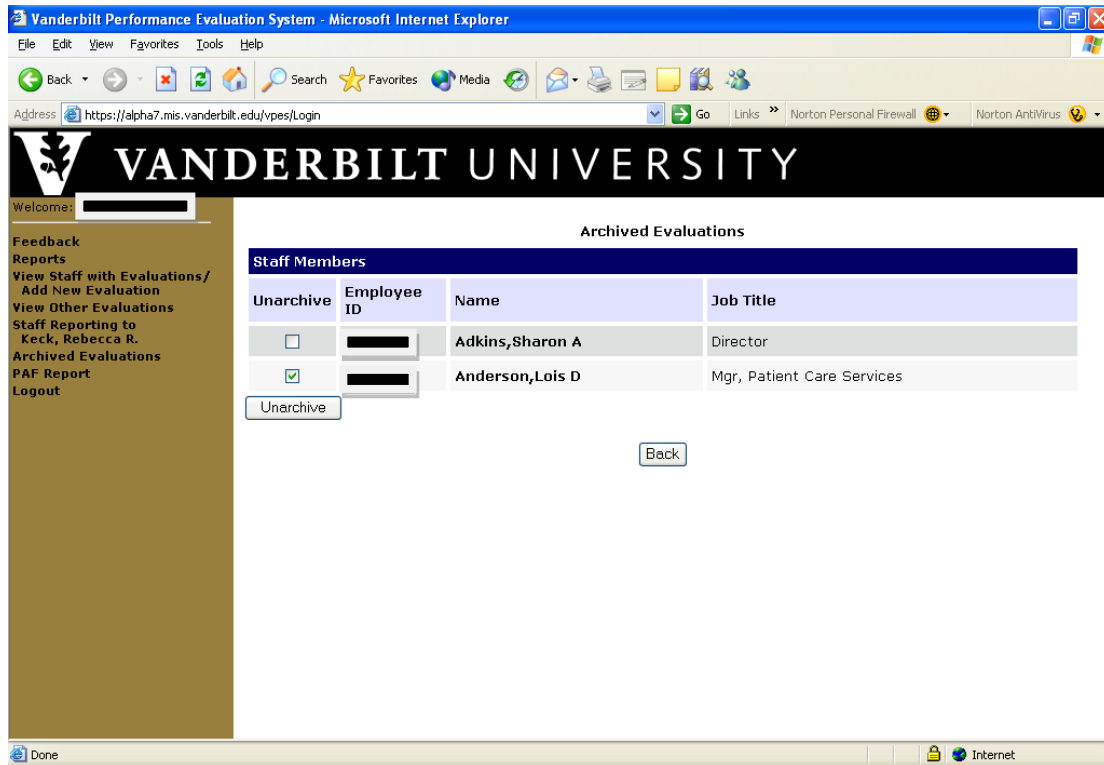 Vanderbilt Performance Evaluation System - Microsoft Internet Explorer
File Edit View Favorites Tools Help
Back Search Favorites Media
Address https://alpha7.mis.vanderbilt.edu/vpes/Login Go Links » Norton Personal Firewall Norton AntiVirus
V VANDERBILT UNIVERSITY
Welcome:
Feedback
Reports
View Staff with Evaluations/
Add New Evaluation
View Other Evaluations
Staff Reporting to
Keck, Rebecca R.
Archived Evaluations
PAF Report
Logout
Archived Evaluations
Staff Members
Unarchive Employee ID Name Job Title
Adkins,Sharon A Director
Anderson,Lois D Mgr, Patient Care Services
Unarchive
Back
Done Internet